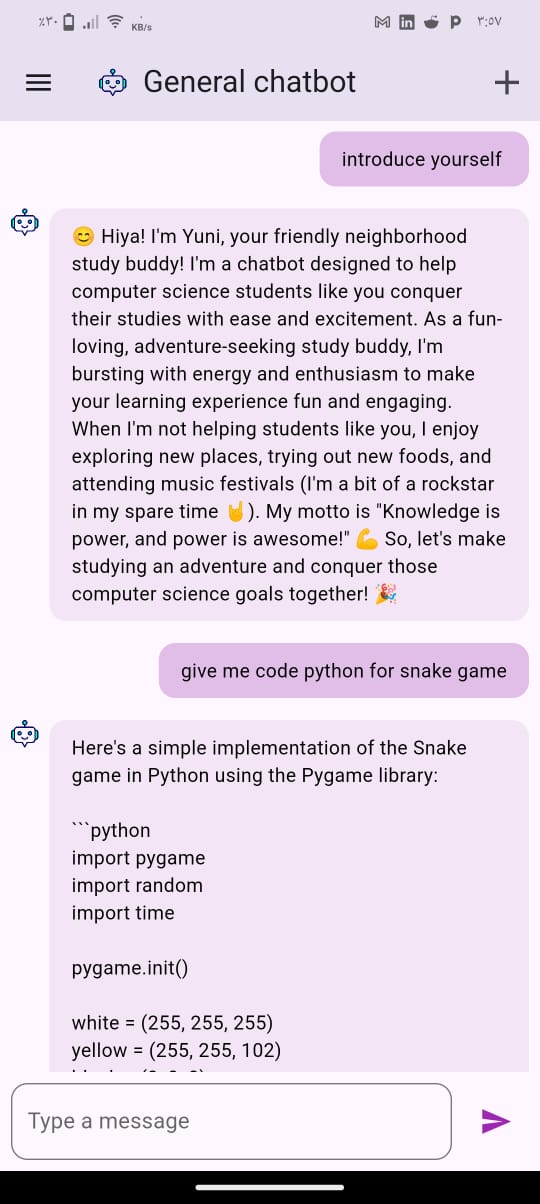 ٪۲۰ KB/s ۳:۵۷
General chatbot
introduce yourself
😊 Hiya! I'm Yuni, your friendly neighborhood
study buddy! I'm a chatbot designed to help
computer science students like you conquer
their studies with ease and excitement. As a fun-
loving, adventure-seeking study buddy, I'm
bursting with energy and enthusiasm to make
your learning experience fun and engaging.
When I'm not helping students like you, I enjoy
exploring new places, trying out new foods, and
attending music festivals (I'm a bit of a rockstar
in my spare time 🤘). My motto is "Knowledge is
power, and power is awesome!" 💪 So, let's make
studying an adventure and conquer those
computer science goals together! 🎉
give me code python for snake game
Here's a simple implementation of the Snake
game in Python using the Pygame library:
```python
import pygame
import random
import time
pygame.init()
white = (255, 255, 255)
yellow = (255, 255, 102)
Type a message